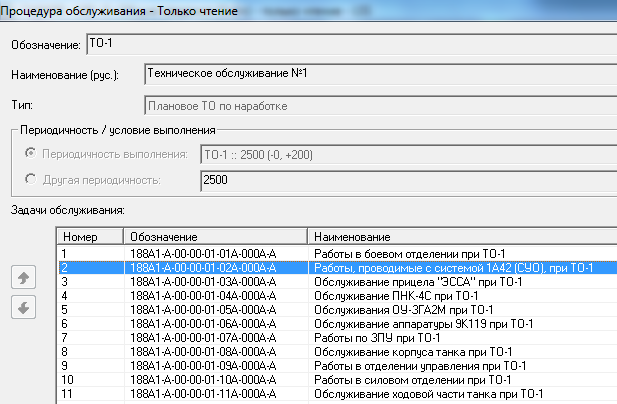 Процедура обслуживания - Только чтение
Обозначение: ТО-1
Наименование (рус.): Техническое обслуживание №1
Тип: Плановое ТО по наработке
Периодичность / условие выполнения
Периодичность выполнения: ТО-1 :: 2500 (-0, +200)
Другая периодичность: 2500
Задачи обслуживания:
Номер Обозначение Наименование
1 188А1-А-00-00-01-01А-000А-А Работы в боевом отделении при ТО-1
2 188А1-А-00-00-01-02А-000А-А Работы, проводимые с системой 1А42 (СУО), при ТО-1
3 188А1-А-00-00-01-03А-000А-А Обслуживание прицела "ЭССА" при ТО-1
4 188А1-А-00-00-01-04А-000А-А Обслуживание ПНК-4С при ТО-1
5 188А1-А-00-00-01-05А-000А-А Обслуживание ОУ-3ГА2М при ТО-1
6 188А1-А-00-00-01-06А-000А-А Обслуживание аппаратуры 9К119 при ТО-1
7 188А1-А-00-00-01-07А-000А-А Работы по ЗПУ при ТО-1
8 188А1-А-00-00-01-08А-000А-А Обслуживание корпуса танка при ТО-1
9 188А1-А-00-00-01-09А-000А-А Работы в отделении управления при ТО-1
10 188А1-А-00-00-01-10А-000А-А Работы в силовом отделении при ТО-1
11 188А1-А-00-00-01-11А-000А-А Обслуживание ходовой части танка при ТО-1